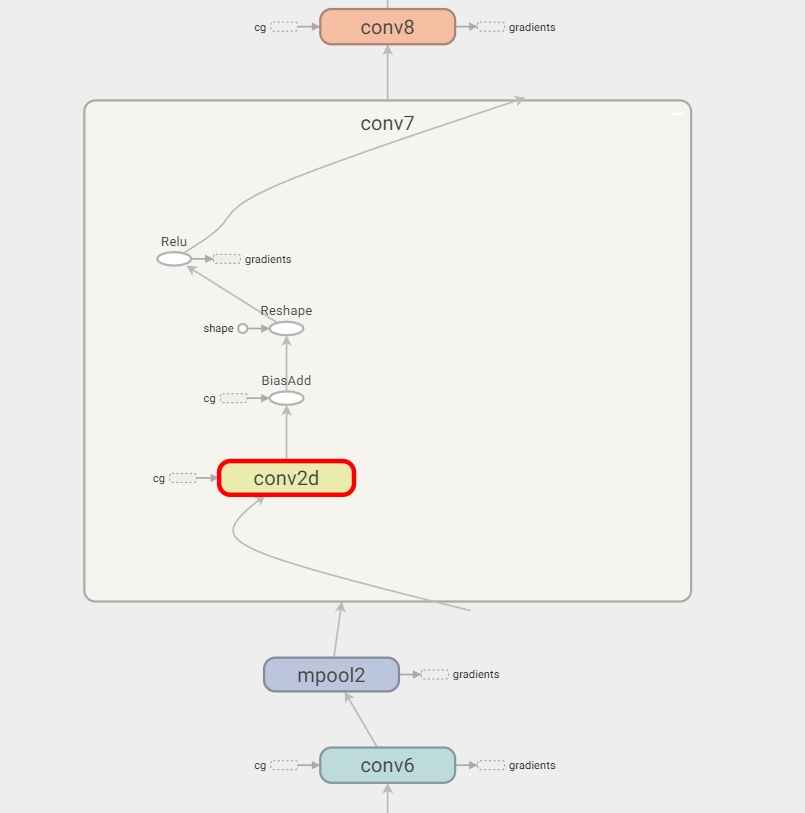 cg conv8 gradients
conv7
Relu
gradients
Reshape
shape
BiasAdd
cg
cg conv2d
mpool2 gradients
cg conv6 gradients